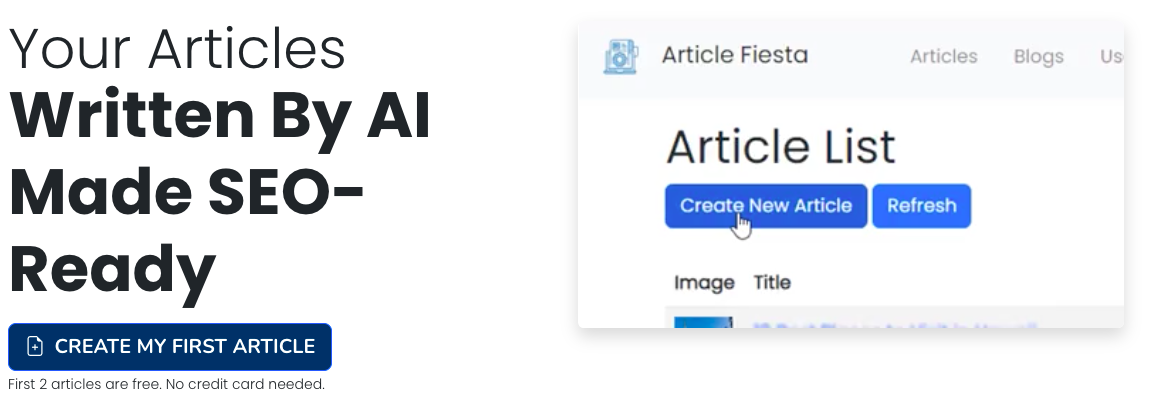 Your Articles
Written By AI
Made SEO-
Ready
CREATE MY FIRST ARTICLE
First 2 articles are free. No credit card needed.
Article Fiesta Articles Blogs Us
Article List
Create New Article Refresh
Image Title